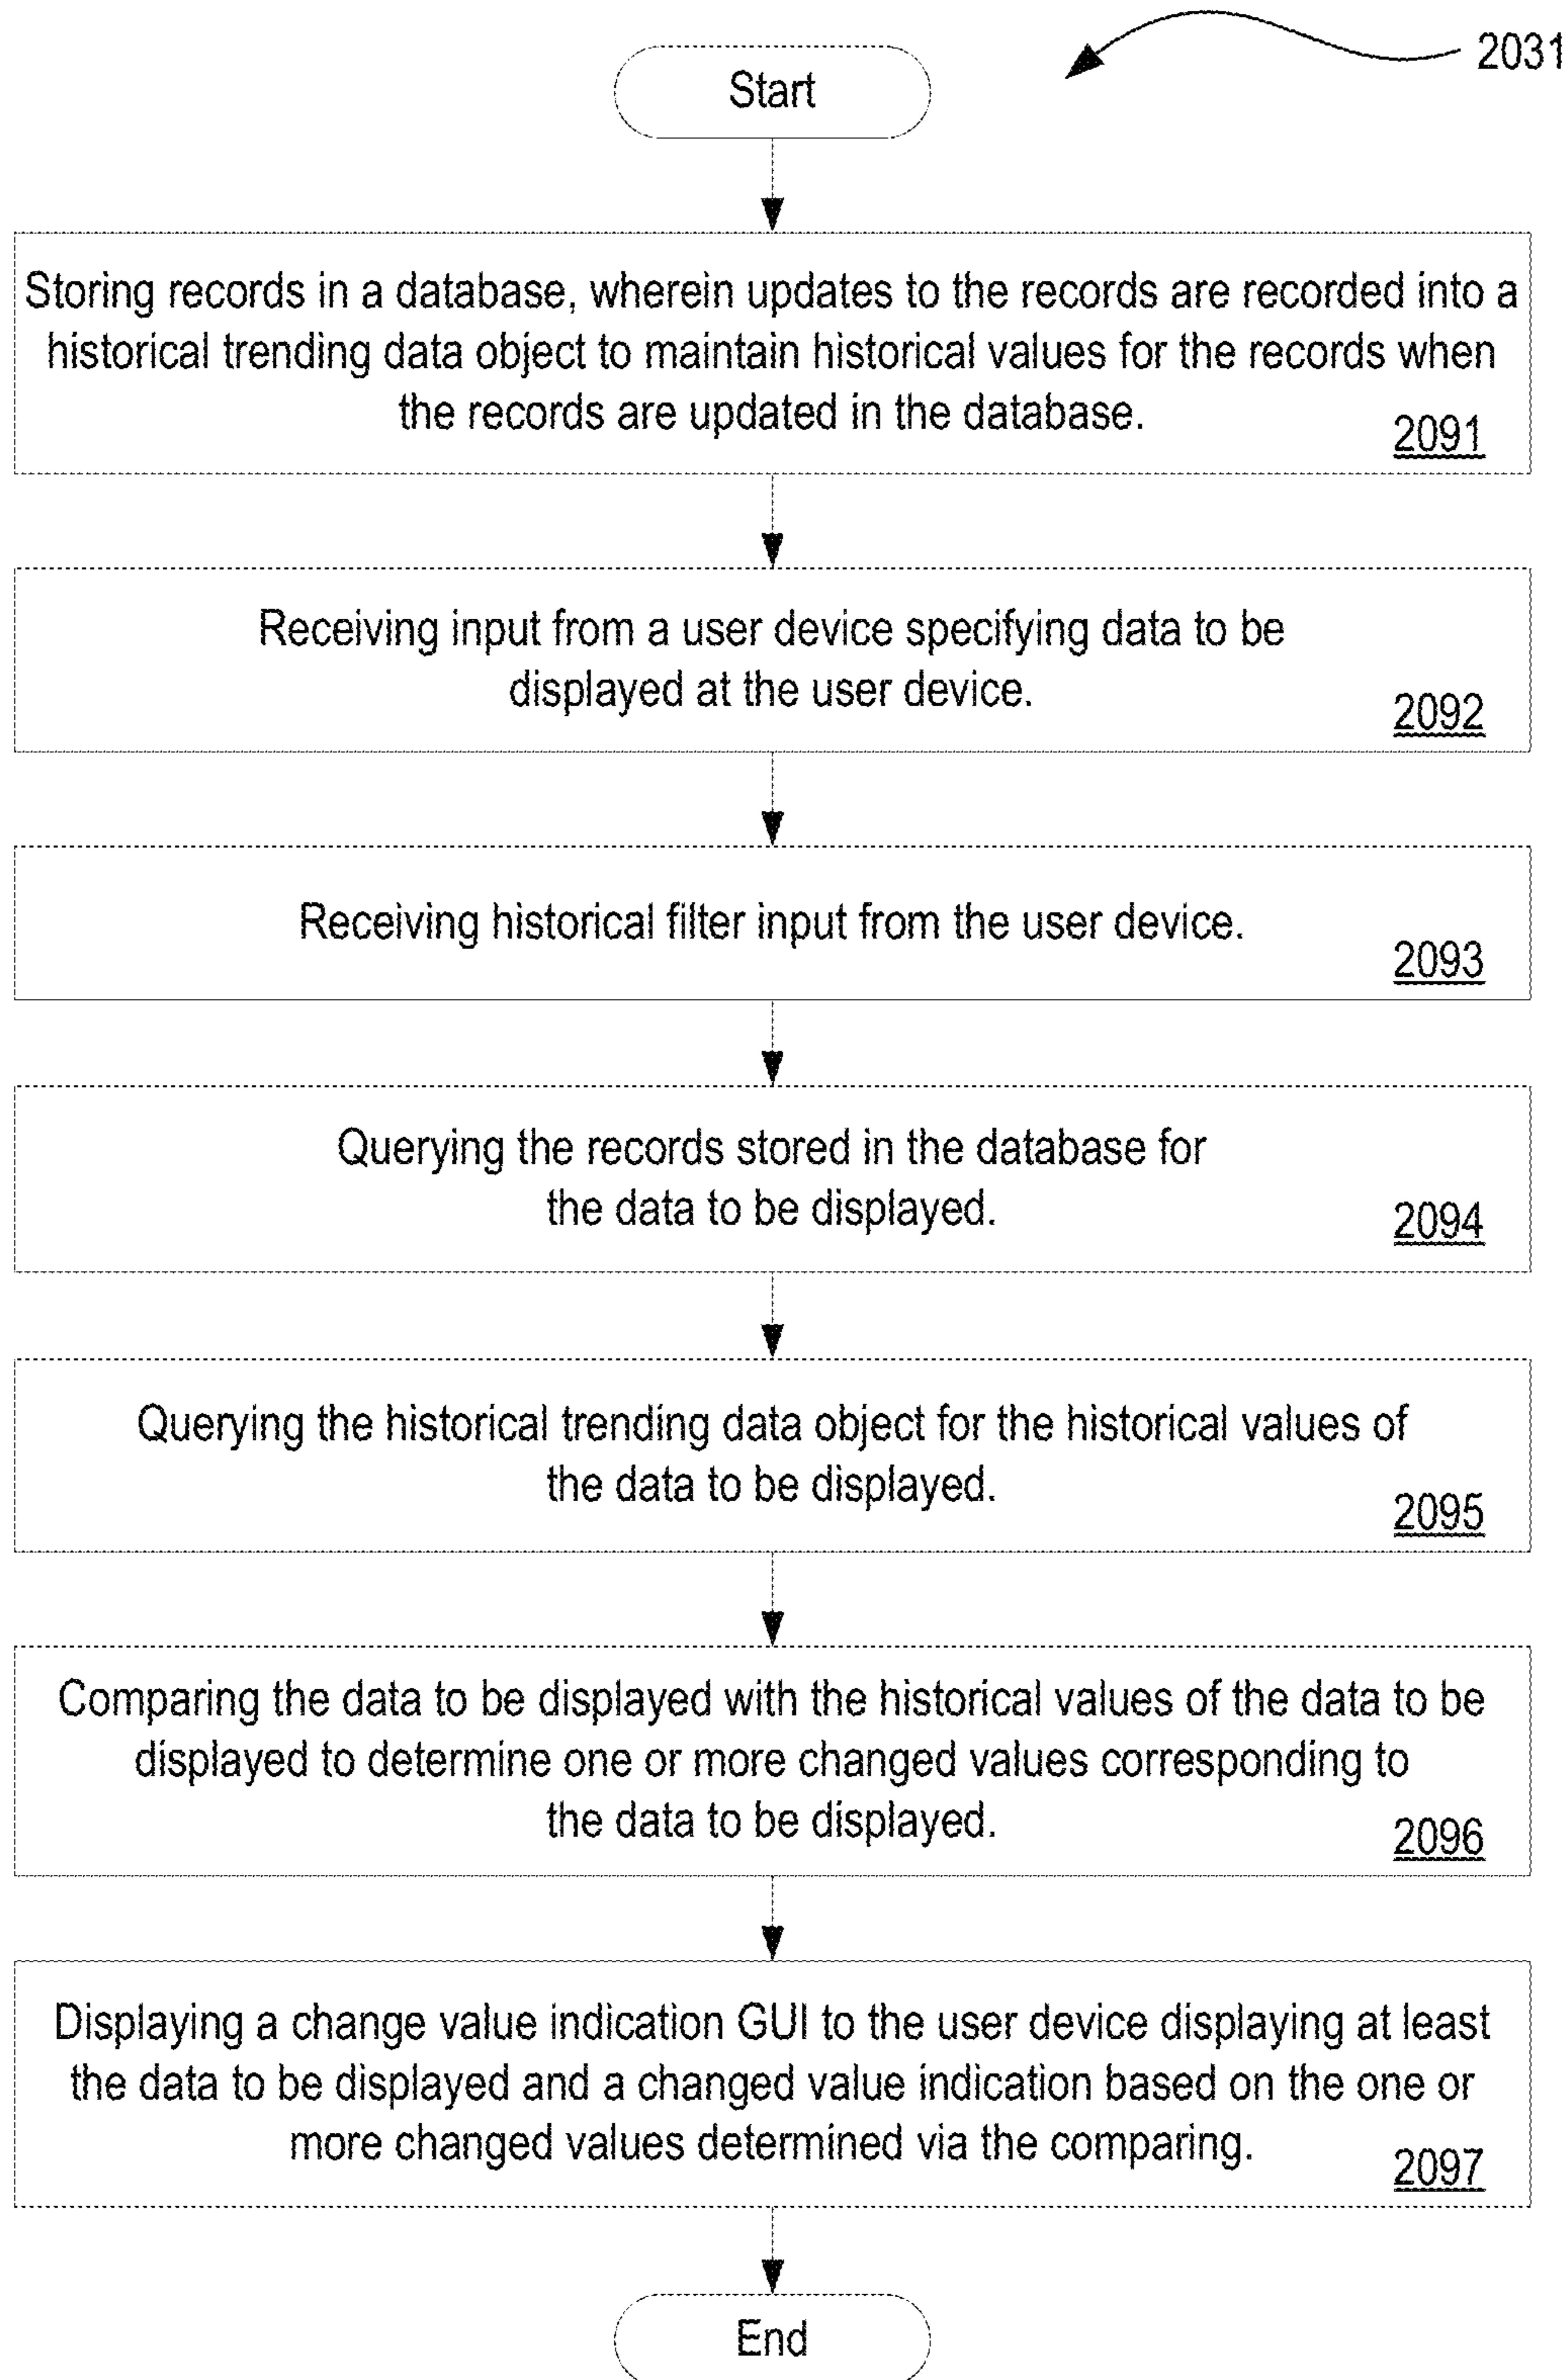 2031
Start
Storing records in a database, wherein updates to the records are recorded into a
historical trending data object to maintain historical values for the records when
the records are updated in the database.
2091
Receiving input from a user device specifying data to be
displayed at the user device.
2092
Receiving historical filter input from the user device.
2093
Querying the records stored in the database for
the data to be displayed.
2094
Querying the historical trending data object for the historical values of
the data to be displayed.
2095
Comparing the data to be displayed with the historical values of the data to be
displayed to determine one or more changed values corresponding to
the data to be displayed.
2096
Displaying a change value indication GUI to the user device displaying at least
the data to be displayed and a changed value indication based on the one or
more changed values determined via the comparing.
2097
End